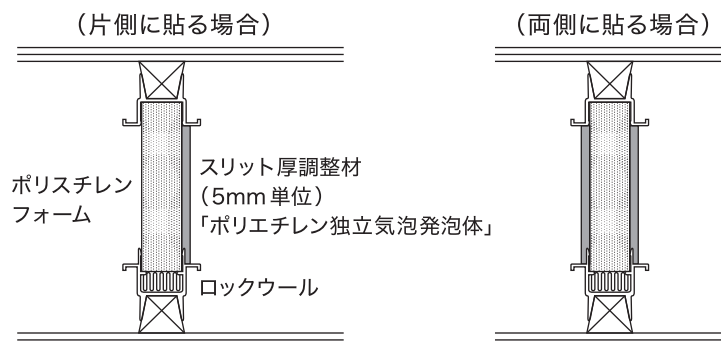 （片側に貼る場合）
（両側に貼る場合）
ポリスチレン
フォーム
スリット厚調整材
（5mm単位）
「ポリエチレン独立気泡発泡体」
ロックウール